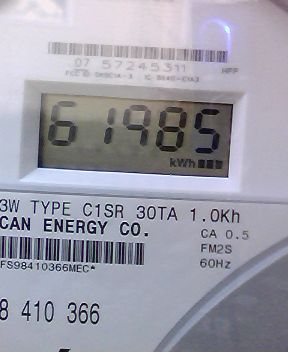 07 57245311
HPP
61985
kWh
3W TYPE C1SR 30TA 1.0Kh
CAN ENERGY CO.
CA 0.5
FM2S
FS98410366MEC*
60Hz
8 410 366